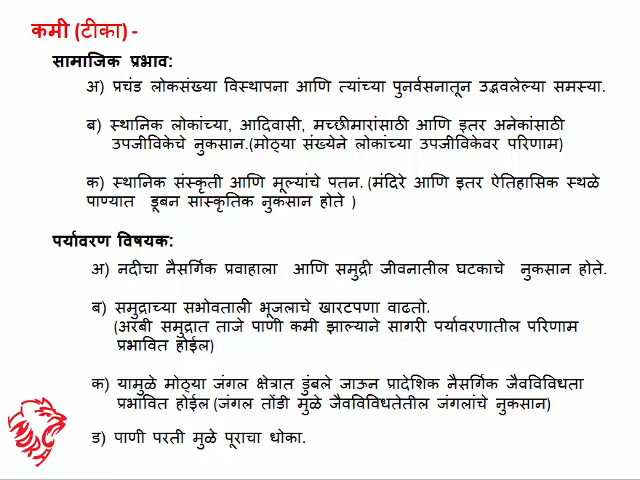 कमी (टीका) -
सामाजिक प्रभाव:
अ) प्रचंड लोकसंख्या विस्थापना आणि त्यांच्या पुनर्वसनातून उद्भवलेल्या समस्या.
ब) स्थानिक लोकांच्या, आदिवासी, मच्छीमारांसाठी आणि इतर अनेकांसाठी
उपजीविकेचे नुकसान.(मोठ्या संख्येने लोकांच्या उपजीविकेवर परिणाम)
क) स्थानिक संस्कृती आणि मूल्यांचे पतन. (मंदिरे आणि इतर ऐतिहासिक स्थळे
पाण्यात डूबन सांस्कृतिक नुकसान होते )
पर्यावरण विषयक:
अ) नदीचा नैसर्गिक प्रवाहाला आणि समुद्री जीवनातील घटकाचे नुकसान होते.
ब) समुद्राच्या सभोवताली भूजलाचे खारटपणा वाढतो.
(अरबी समुद्रात ताजे पाणी कमी झाल्याने सागरी पर्यावरणातील परिणाम
प्रभावित होईल)
क) यामुळे मोठ्या जंगल क्षेत्रात डुंबले जाऊन प्रादेशिक नैसर्गिक जैवविविधता
प्रभावित होईल (जंगल तोंडी मुळे जैवविविधतेतील जंगलांचे नुकसान)
ड) पाणी परती मुळे पूराचा धोका.
INDRA